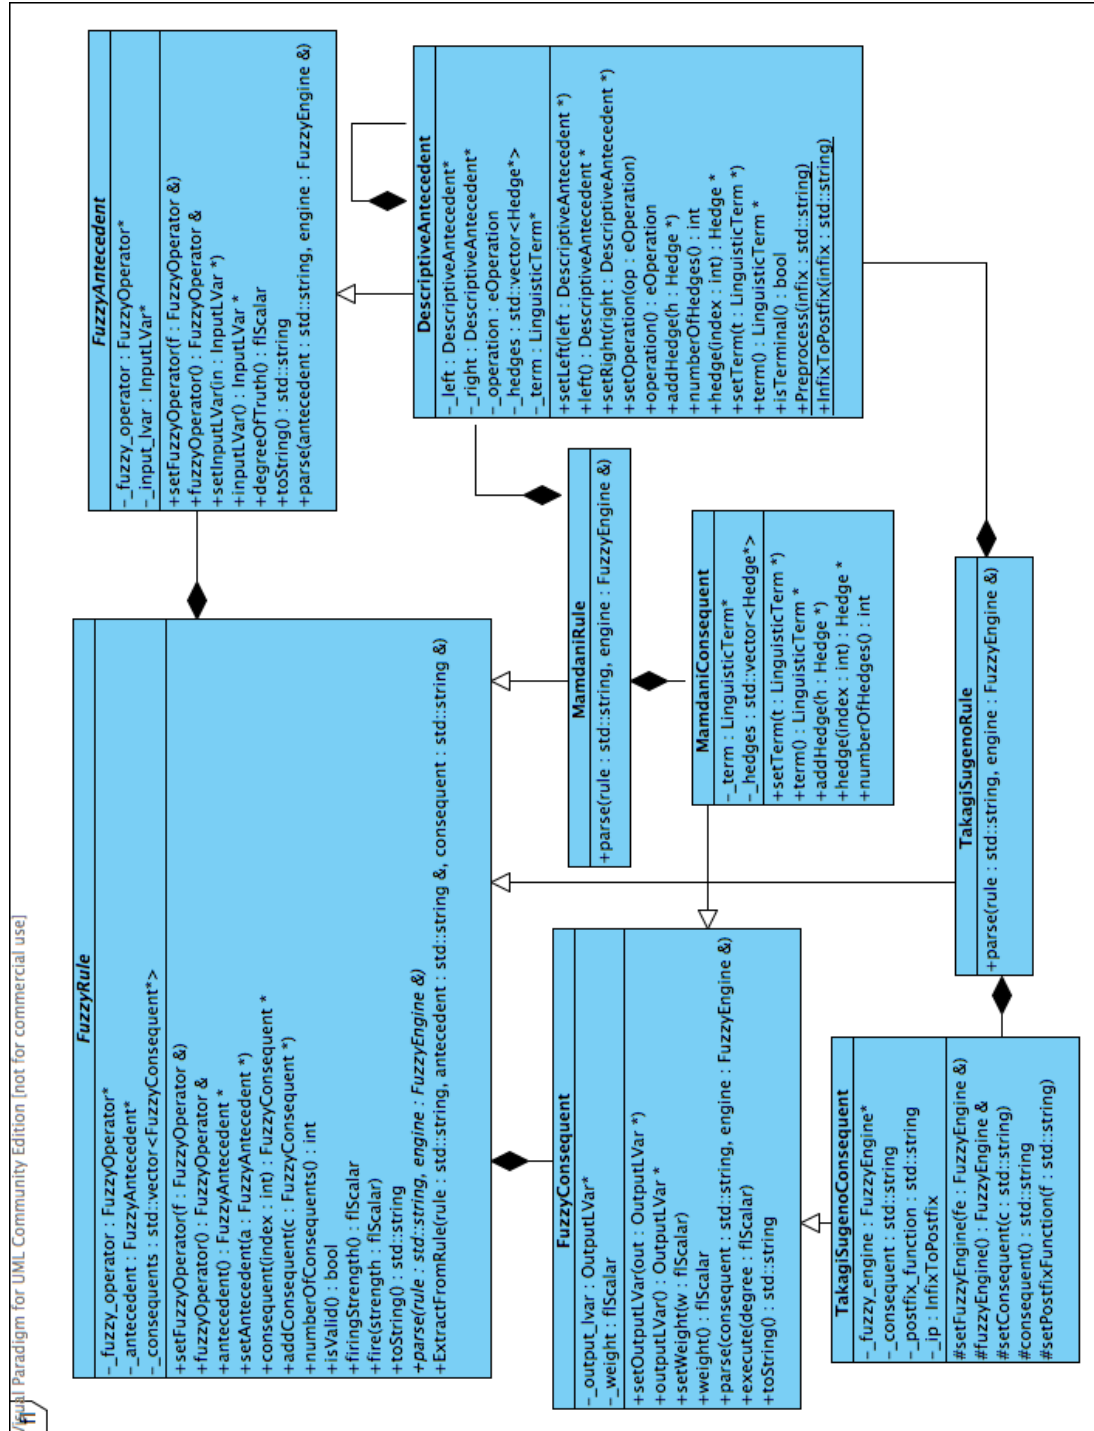 Visual Paradigm for UML Community Edition [not for commercial use]
fl
FuzzyRule
-_fuzzy_operator : FuzzyOperator*
-_antecedent : FuzzyAntecedent*
-_consequents : std::vector<FuzzyConsequent*>
+setFuzzyOperator(f : FuzzyOperator &)
+fuzzyOperator() : FuzzyOperator &
+antecedent() : FuzzyAntecedent *
+setAntecedent(a : FuzzyAntecedent *)
+consequent(index : int) : FuzzyConsequent *
+addConsequent(c : FuzzyConsequent *)
+numberOfConsequents() : int
+isValid() : bool
+firingStrength() : flScalar
+fire(strength : flScalar)
+toString() : std::string
+parse(rule : std::string, engine : FuzzyEngine &)
+ExtractFromRule(rule : std::string, antecedent : std::string &, consequent : std::string &)
FuzzyAntecedent
-_fuzzy_operator : FuzzyOperator*
-_input_lvar : InputLVar*
+setFuzzyOperator(f : FuzzyOperator &)
+fuzzyOperator() : FuzzyOperator &
+setInputLVar(in : InputLVar *)
+inputLVar() : InputLVar *
+degreeOfTruth() : flScalar
+toString() : std::string
+parse(antecedent : std::string, engine : FuzzyEngine &)
DescriptiveAntecedent
-_left : DescriptiveAntecedent*
-_right : DescriptiveAntecedent*
-_operation : eOperation
-_hedges : std::vector<Hedge*>
-_term : LinguisticTerm*
+setLeft(left : DescriptiveAntecedent *)
+left() : DescriptiveAntecedent *
+setRight(right : DescriptiveAntecedent *)
+setOperation(op : eOperation)
+operation() : eOperation
+addHedge(h : Hedge *)
+numberOfHedges() : int
+hedge(index : int) : Hedge *
+setTerm(t : LinguisticTerm *)
+term() : LinguisticTerm *
+isTerminal() : bool
+Preprocess(infix : std::string)
+InfixToPostfix(infix : std::string)
MamdaniRule
+parse(rule : std::string, engine : FuzzyEngine &)
MamdaniConsequent
-_term : LinguisticTerm*
-_hedges : std::vector<Hedge*>
+setTerm(t : LinguisticTerm *)
+term() : LinguisticTerm *
+addHedge(h : Hedge *)
+hedge(index : int) : Hedge *
+numberOfHedges() : int
FuzzyConsequent
-_output_lvar : OutputLVar*
-_weight : flScalar
+setOutputLVar(out : OutputLVar *)
+outputLVar() : OutputLVar *
+setWeight(w : flScalar)
+weight() : flScalar
+parse(consequent : std::string, engine : FuzzyEngine &)
+execute(degree : flScalar)
+toString() : std::string
TakagiSugenoRule
+parse(rule : std::string, engine : FuzzyEngine &)
TakagiSugenoConsequent
-_fuzzy_engine : FuzzyEngine*
-_consequent : std::string
-_postfix_function : std::string
-_ip : InfixToPostfix
#setFuzzyEngine(fe : FuzzyEngine &)
#fuzzyEngine() : FuzzyEngine &
#setConsequent(c : std::string)
#consequent() : std::string
#setPostfixFunction(f : std::string)